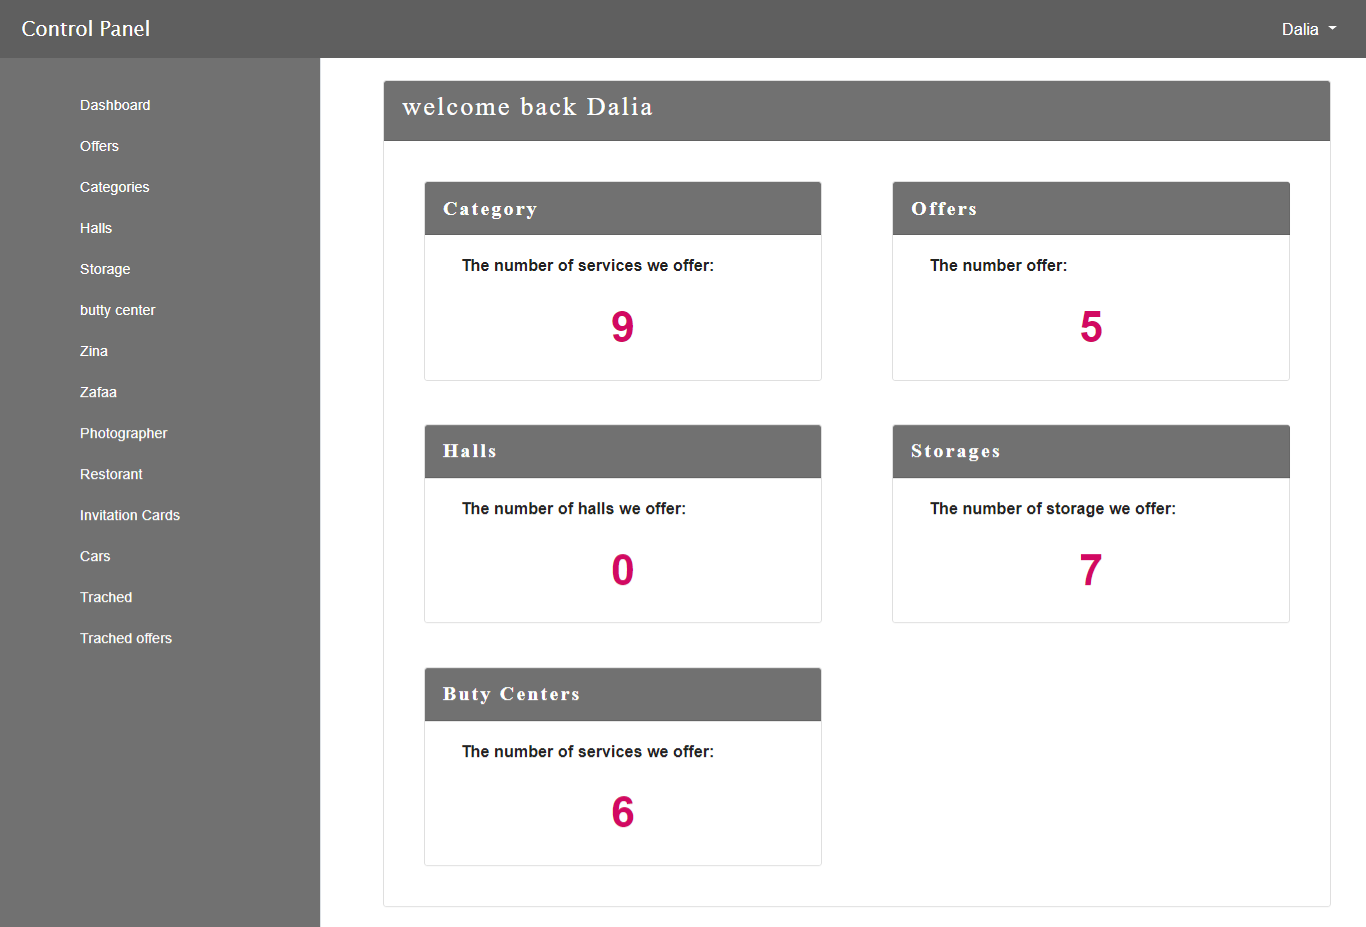 Control Panel
Dalia
Dashboard
Offers
Categories
Halls
Storage
butty center
Zina
Zafaa
Photographer
Restorant
Invitation Cards
Cars
Trached
Trached offers
welcome back Dalia
Category
The number of services we offer:
9
Offers
The number offer:
5
Halls
The number of halls we offer:
0
Storages
The number of storage we offer:
7
Buty Centers
The number of services we offer:
6